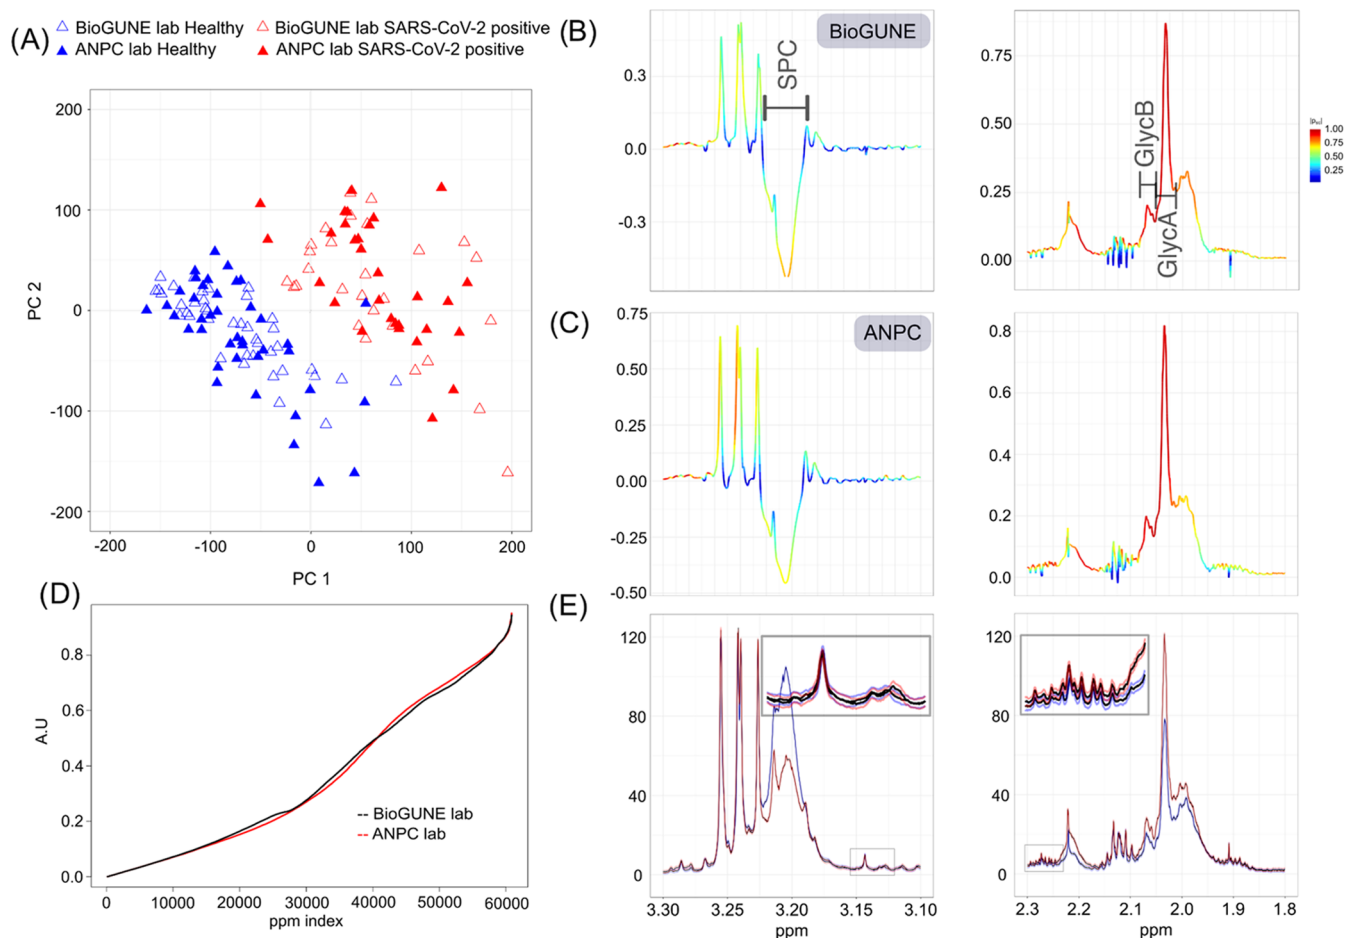 (A)
BioGUNE lab Healthy
BioGUNE lab SARS-CoV-2 positive
ANPC lab Healthy
ANPC lab SARS-CoV-2 positive
200
100
0
-100
-200
PC 2
-200 -100 0 100 200
PC 1
(B)
BioGUNE
SPC
0.3
0.0
-0.3
0.75
0.50
0.25
0.00
GlycB
GlycA
1.00
0.75
0.50
0.25
(C)
ANPC
0.75
0.50
0.25
0.00
-0.25
-0.50
0.8
0.6
0.4
0.2
0.0
(D)
0.8
0.6
0.4
0.2
0.0
A.U
BioGUNE lab
ANPC lab
0 10000 20000 30000 40000 50000 60000
ppm index
(E)
120
80
40
0
3.30 3.25 3.20 3.15 3.10
ppm
120
80
40
0
2.3 2.2 2.1 2.0 1.9 1.8
ppm